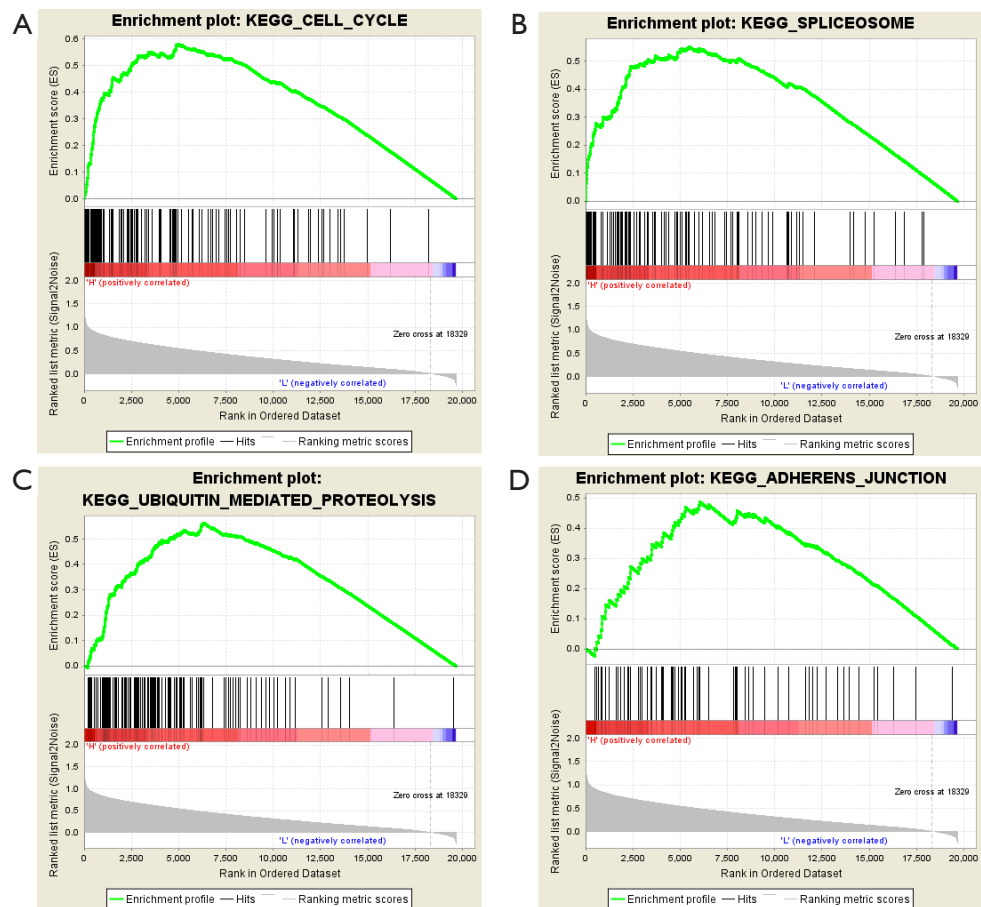 A
Enrichment plot: KEGG_CELL_CYCLE
Enrichment score (ES)
0.6
0.5
0.4
0.3
0.2
0.1
0.0
'H' (positively correlated)
Ranked list metric (Signal2Noise)
2.0
1.5
1.0
0.5
0.0
Zero cross at 18329
'L' (negatively correlated)
0 2,500 5,000 7,500 10,000 12,500 15,000 17,500 20,000
Rank in Ordered Dataset
Enrichment profile Hits Ranking metric scores
B
Enrichment plot: KEGG_SPLICEOSOME
Enrichment score (ES)
0.5
0.4
0.3
0.2
0.1
0.0
'H' (positively correlated)
Ranked list metric (Signal2Noise)
2.0
1.5
1.0
0.5
0.0
Zero cross at 18329
'L' (negatively correlated)
0 2,500 5,000 7,500 10,000 12,500 15,000 17,500 20,000
Rank in Ordered Dataset
Enrichment profile Hits Ranking metric scores
C
Enrichment plot:
KEGG_UBIQUITIN_MEDIATED_PROTEOLYSIS
Enrichment score (ES)
0.5
0.4
0.3
0.2
0.1
0.0
'H' (positively correlated)
Ranked list metric (Signal2Noise)
2.0
1.5
1.0
0.5
0.0
Zero cross at 18329
'L' (negatively correlated)
0 2,500 5,000 7,500 10,000 12,500 15,000 17,500 20,000
Rank in Ordered Dataset
Enrichment profile Hits Ranking metric scores
D
Enrichment plot: KEGG_ADHERENS_JUNCTION
Enrichment score (ES)
0.5
0.4
0.3
0.2
0.1
0.0
'H' (positively correlated)
Ranked list metric (Signal2Noise)
2.0
1.5
1.0
0.5
0.0
Zero cross at 18329
'L' (negatively correlated)
0 2,500 5,000 7,500 10,000 12,500 15,000 17,500 20,000
Rank in Ordered Dataset
Enrichment profile Hits Ranking metric scores